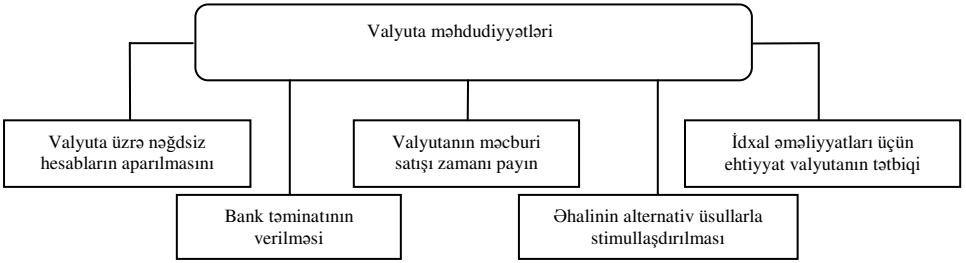 Valyuta məhdudiyyətləri
Valyuta üzrə nəğdsiz
hesabların aparılmasını
Valyutanın məcburi
satışı zamanı payın
İdxal əməliyyatları üçün
ehtiyyat valyutanın tətbiqi
Bank təminatının
verilməsi
Əhalinin alternativ üsullarla
stimullaşdırılması